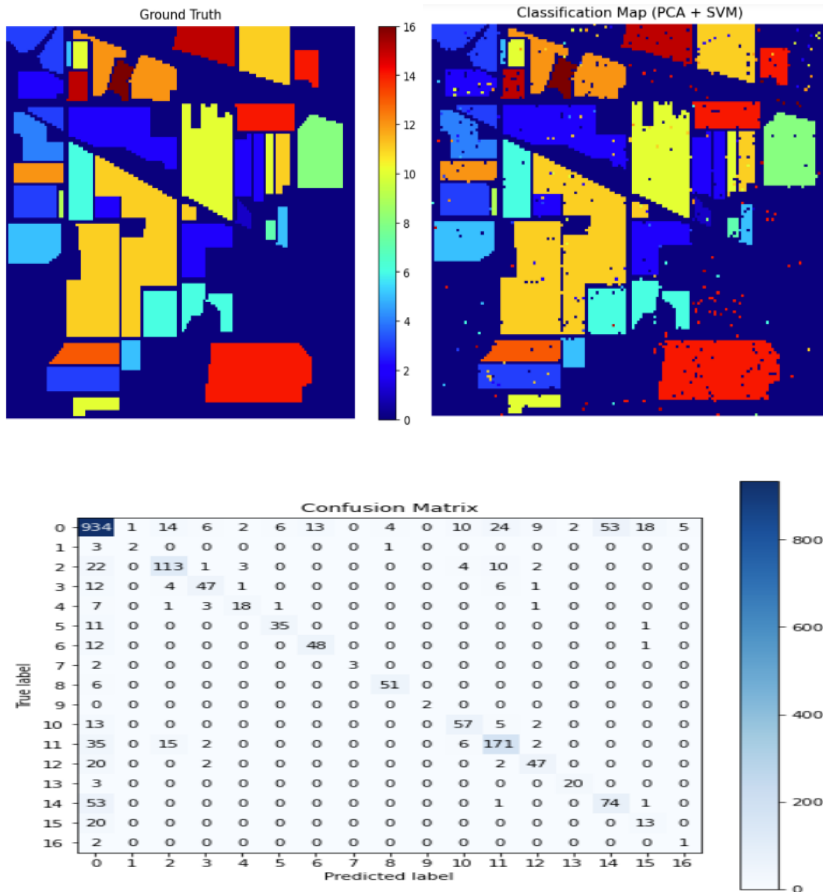 Ground Truth
Classification Map (PCA + SVM)
16
14
12
10
8
6
4
2
0
Confusion Matrix
0 934 1 14 6 2 6 13 0 4 0 10 24 9 2 53 18 5
1 3 2 0 0 0 0 0 0 1 0 0 0 0 0 0 0 0
2 22 0 113 1 3 0 0 0 0 0 4 10 2 0 0 0 0
3 12 0 4 47 1 0 0 0 0 0 0 6 1 0 0 0 0
4 7 0 1 3 18 1 0 0 0 0 0 0 1 0 0 0 0
5 11 0 0 0 0 35 0 0 0 0 0 0 0 0 0 1 0
6 12 0 0 0 0 0 48 0 0 0 0 0 0 0 0 1 0
7 2 0 0 0 0 0 0 3 0 0 0 0 0 0 0 0 0
8 6 0 0 0 0 0 0 0 51 0 0 0 0 0 0 0 0
9 0 0 0 0 0 0 0 0 0 2 0 0 0 0 0 0 0
10 13 0 0 0 0 0 0 0 0 0 57 5 2 0 0 0 0
11 35 0 15 2 0 0 0 0 0 0 6 171 2 0 0 0 0
12 20 0 0 2 0 0 0 0 0 0 0 2 47 0 0 0 0
13 3 0 0 0 0 0 0 0 0 0 0 0 0 20 0 0 0
14 53 0 0 0 0 0 0 0 0 0 0 1 0 0 74 1 0
15 20 0 0 0 0 0 0 0 0 0 0 0 0 0 0 13 0
16 2 0 0 0 0 0 0 0 0 0 0 0 0 0 0 0 1
0 1 2 3 4 5 6 7 8 9 10 11 12 13 14 15 16
Predicted label
True label
800
600
400
200
0